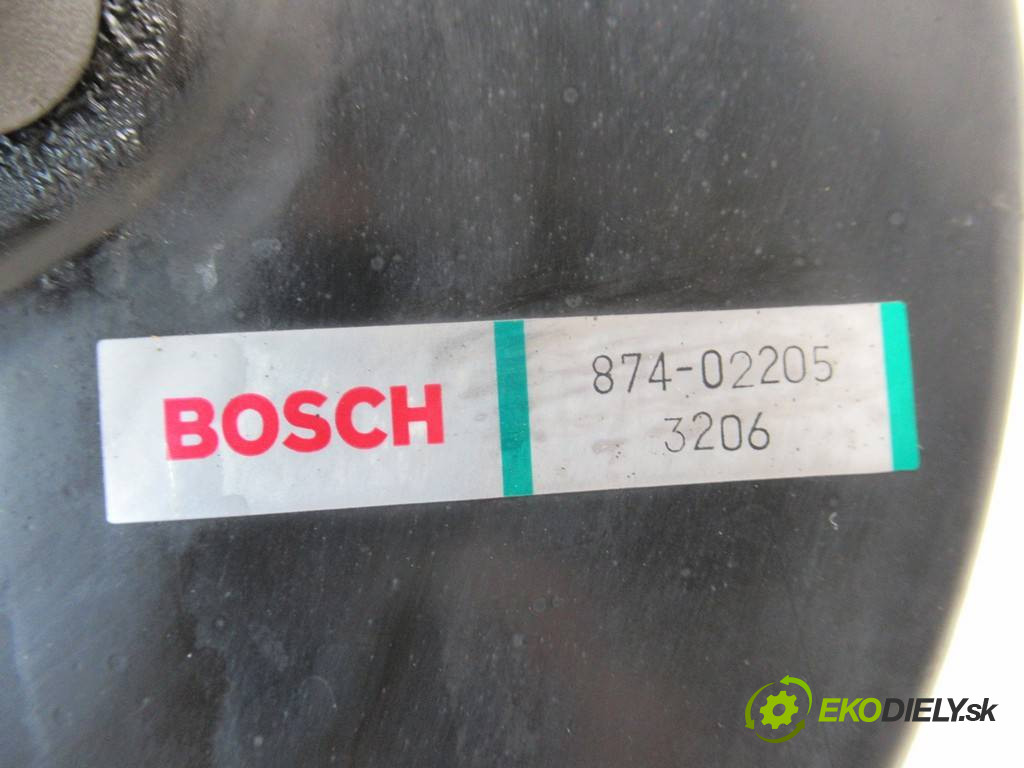 BOSCH
874-02205
3206
EKODIELY.sk